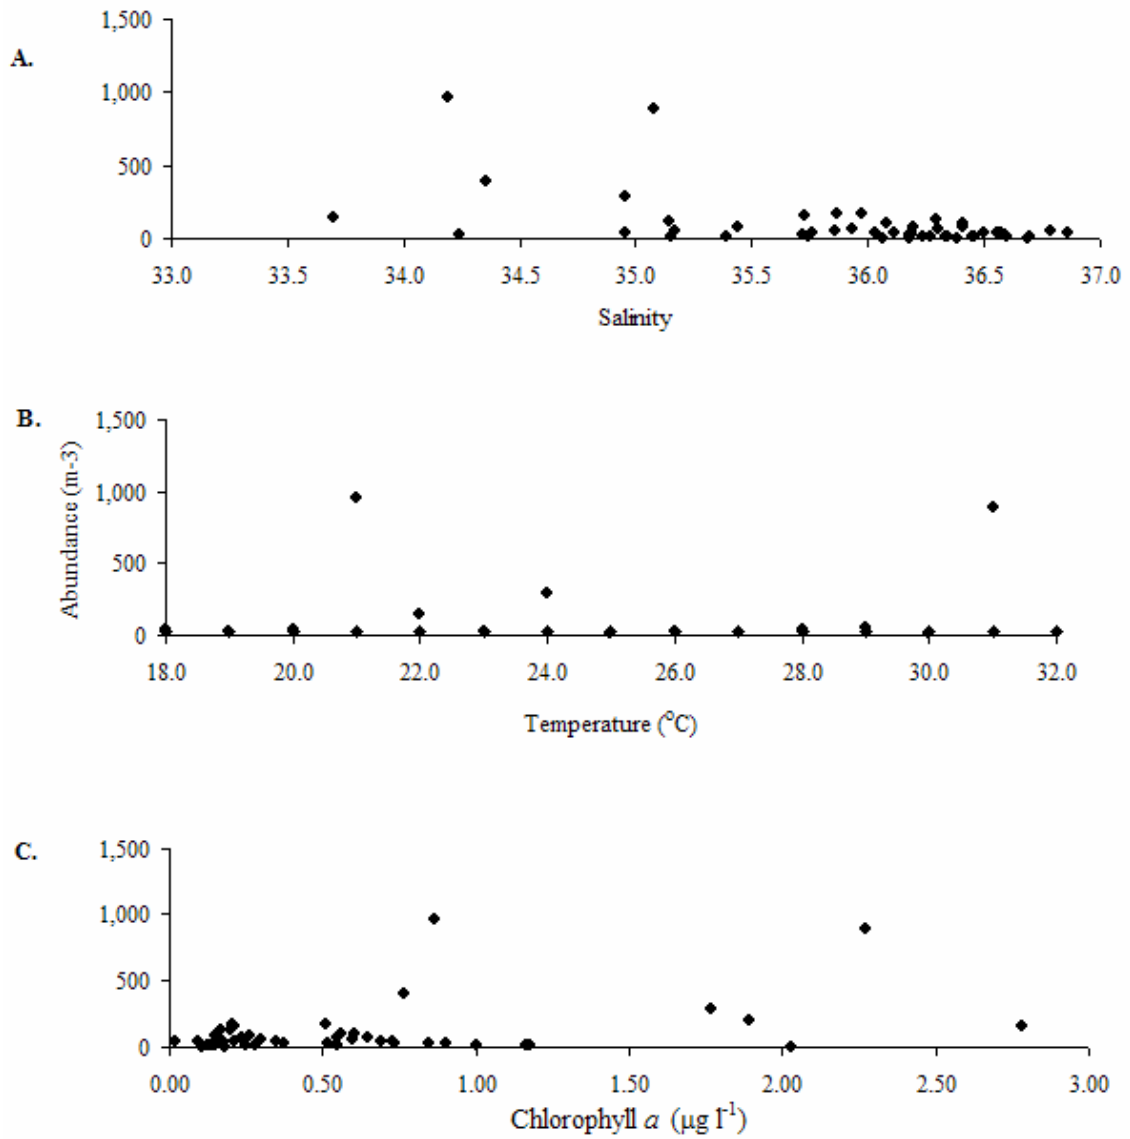 A.
1,500
1,000
500
0
33.0 33.5 34.0 34.5 35.0 35.5 36.0 36.5 37.0
Salinity
B.
Abundance (m-3)
1,500
1,000
500
0
18.0 20.0 22.0 24.0 26.0 28.0 30.0 32.0
Temperature (°C)
C.
1,500
1,000
500
0
0.00 0.50 1.00 1.50 2.00 2.50 3.00
Chlorophyll a (µg l⁻¹)